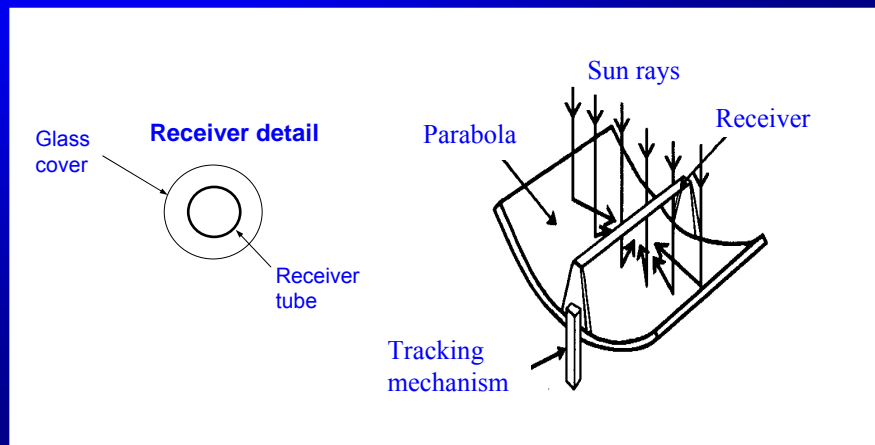 Receiver detail
Glass
cover
Receiver
tube
Sun rays
Parabola
Receiver
Tracking
mechanism